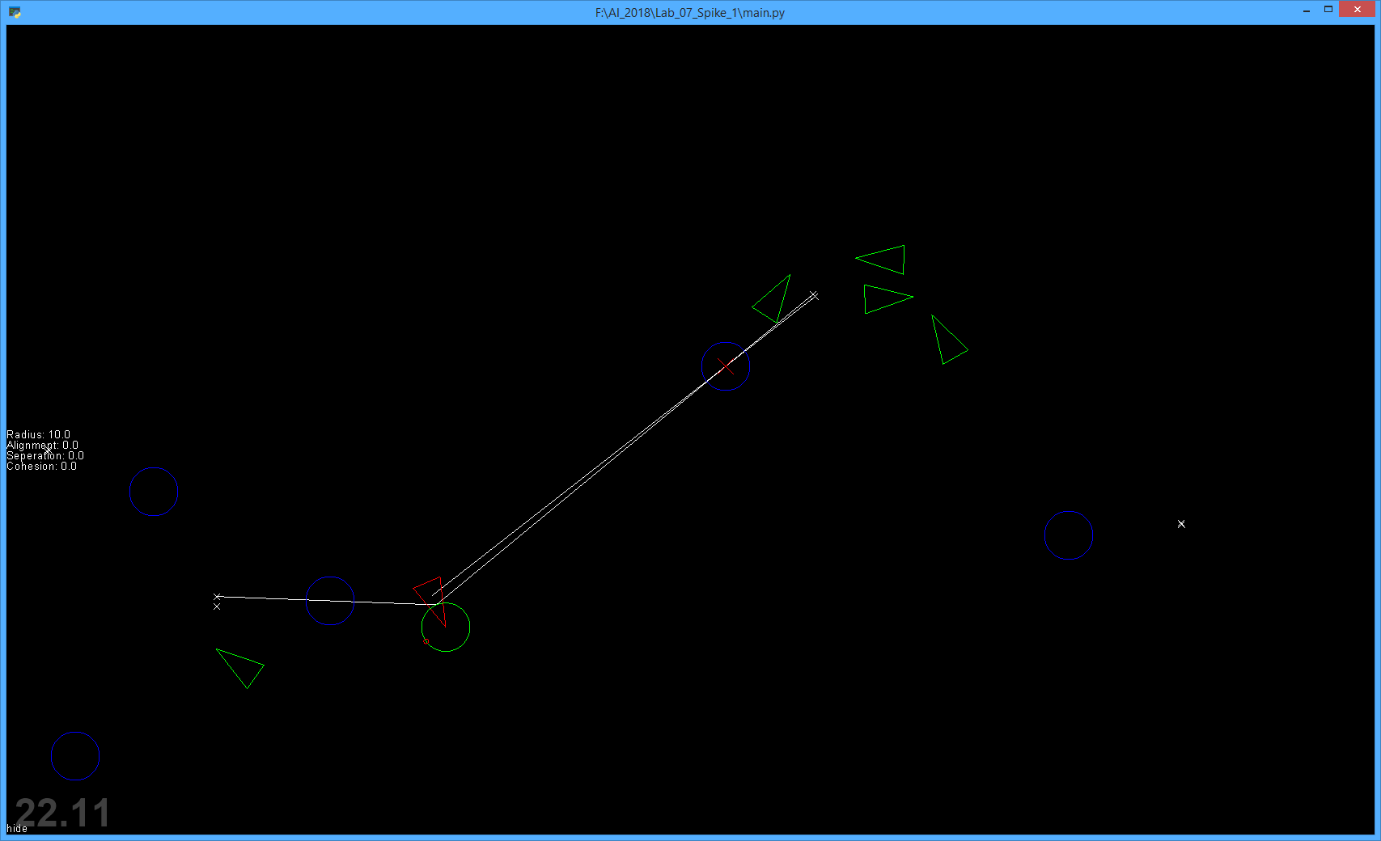 F:\AI_2018\Lab_07_Spike_1\main.py
Radius: 10.0
Alignment: 0.0
Seperation: 0.0
Cohesion: 0.0
22.11
hide